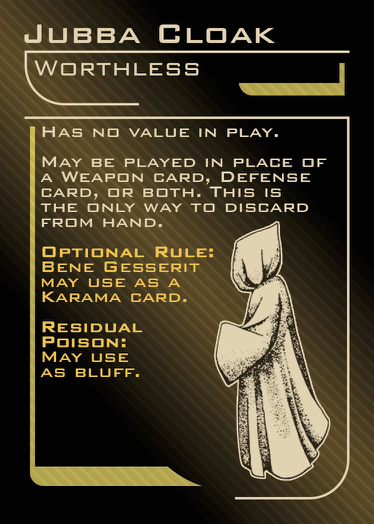 Jubba Cloak
Worthless
Has no value in play.
May be played in place of
a Weapon card, Defense
card, or both. This is
the only way to discard
from hand.
Optional Rule:
Bene Gesserit
may use as a
Karama card.
Residual
Poison:
May use
as bluff.